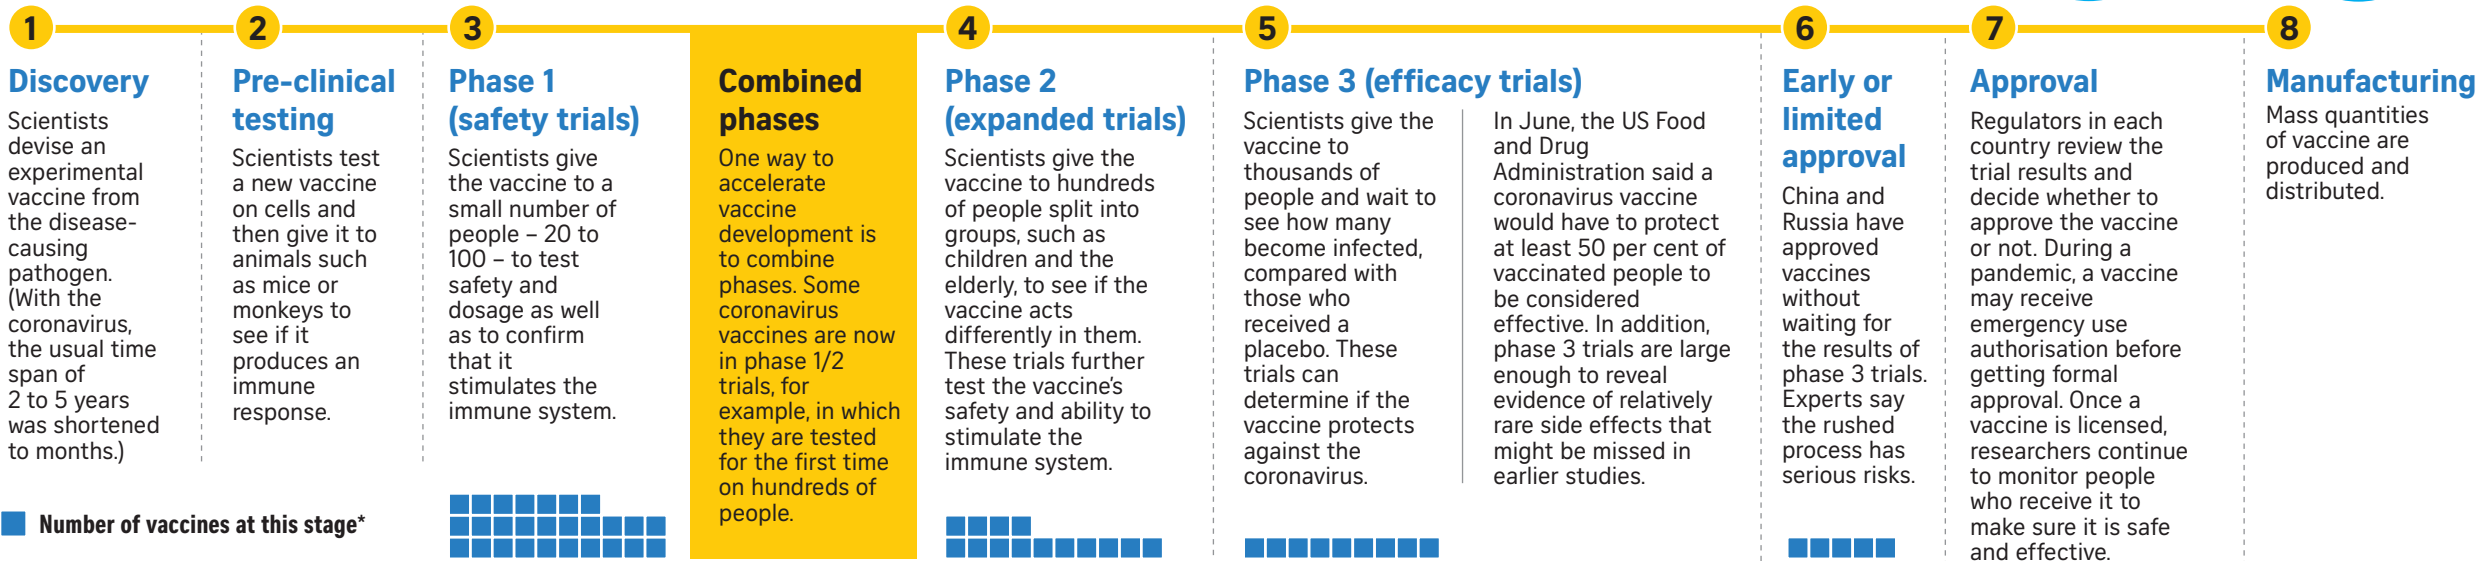 1
Discovery
Scientists
devise an
experimental
vaccine from
the disease-
causing
pathogen.
(With the
coronavirus,
the usual time
span of
2 to 5 years
was shortened
to months.)
2
Pre-clinical
testing
Scientists test
a new vaccine
on cells and
then give it to
animals such
as mice or
monkeys to
see if it
produces an
immune
response.
3
Phase 1
(safety trials)
Scientists give
the vaccine to a
small number of
people – 20 to
100 – to test
safety and
dosage as well
as to confirm
that it
stimulates the
immune system.
Combined
phases
One way to
accelerate
vaccine
development is
to combine
phases. Some
coronavirus
vaccines are now
in phase 1/2
trials, for
example, in which
they are tested
for the first time
on hundreds of
people.
4
Phase 2
(expanded trials)
Scientists give the
vaccine to hundreds
of people split into
groups, such as
children and the
elderly, to see if the
vaccine acts
differently in them.
These trials further
test the vaccine's
safety and ability to
stimulate the
immune system.
5
Phase 3 (efficacy trials)
Scientists give the
vaccine to
thousands of
people and wait to
see how many
become infected,
compared with
those who
received a
placebo. These
trials can
determine if the
vaccine protects
against the
coronavirus.
In June, the US Food
and Drug
Administration said a
coronavirus vaccine
would have to protect
at least 50 per cent of
vaccinated people to
be considered
effective. In addition,
phase 3 trials are large
enough to reveal
evidence of relatively
rare side effects that
might be missed in
earlier studies.
6
Early or
limited
approval
China and
Russia have
approved
vaccines
without
waiting for
the results of
phase 3 trials.
Experts say
the rushed
process has
serious risks.
7
Approval
Regulators in each
country review the
trial results and
decide whether to
approve the vaccine
or not. During a
pandemic, a vaccine
may receive
emergency use
authorisation before
getting formal
approval. Once a
vaccine is licensed,
researchers continue
to monitor people
who receive it to
make sure it is safe
and effective.
8
Manufacturing
Mass quantities
of vaccine are
produced and
distributed.
Number of vaccines at this stage*